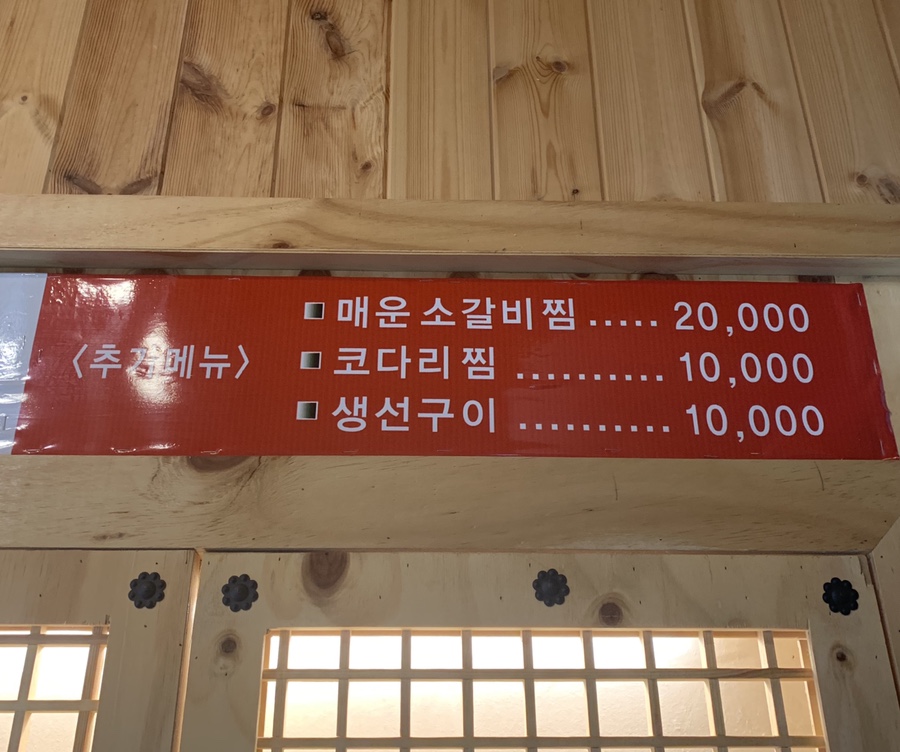 <추가메뉴>
매운소갈비찜 ..... 20,000
코다리찜 ........... 10,000
생선구이 ........... 10,000